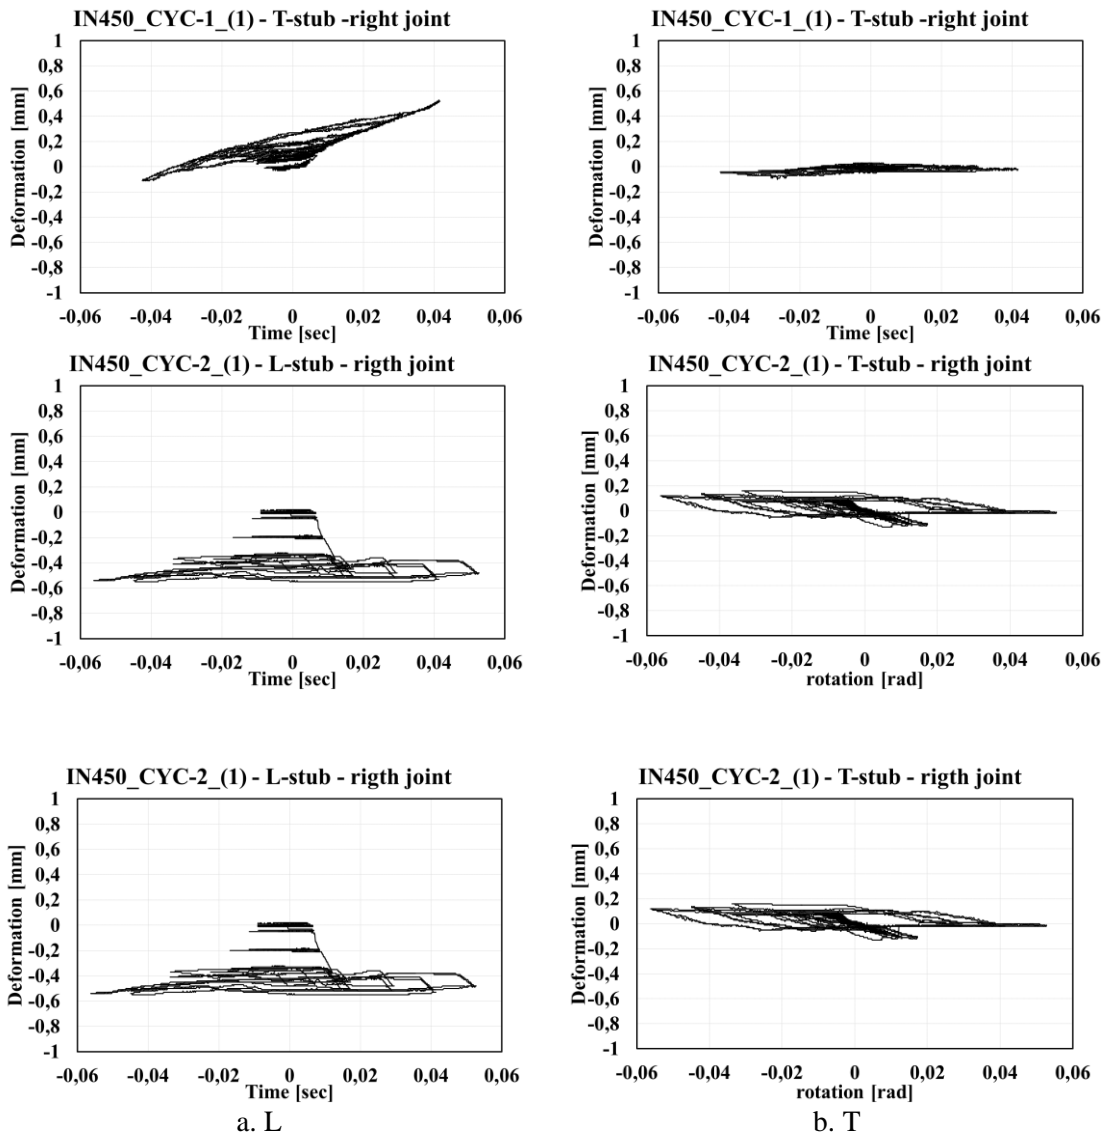 IN450_CYC-1_(1) - T-stub -right joint
Deformation [mm]
1
0,8
0,6
0,4
0,2
0
-0,2
-0,4
-0,6
-0,8
-1
-0,06 -0,04 -0,02 0 0,02 0,04 0,06
Time [sec]
IN450_CYC-1_(1) - T-stub -right joint
Deformation [mm]
1
0,8
0,6
0,4
0,2
0
-0,2
-0,4
-0,6
-0,8
-1
-0,06 -0,04 -0,02 0 0,02 0,04 0,06
Time [sec]
IN450_CYC-2_(1) - L-stub - rigth joint
Deformation [mm]
1
0,8
0,6
0,4
0,2
0
-0,2
-0,4
-0,6
-0,8
-1
-0,06 -0,04 -0,02 0 0,02 0,04 0,06
Time [sec]
IN450_CYC-2_(1) - T-stub - rigth joint
Deformation [mm]
1
0,8
0,6
0,4
0,2
0
-0,2
-0,4
-0,6
-0,8
-1
-0,06 -0,04 -0,02 0 0,02 0,04 0,06
rotation [rad]
IN450_CYC-2_(1) - L-stub - rigth joint
Deformation [mm]
1
0,8
0,6
0,4
0,2
0
-0,2
-0,4
-0,6
-0,8
-1
-0,06 -0,04 -0,02 0 0,02 0,04 0,06
Time [sec]
IN450_CYC-2_(1) - T-stub - rigth joint
Deformation [mm]
1
0,8
0,6
0,4
0,2
0
-0,2
-0,4
-0,6
-0,8
-1
-0,06 -0,04 -0,02 0 0,02 0,04 0,06
rotation [rad]
a. L
b. T